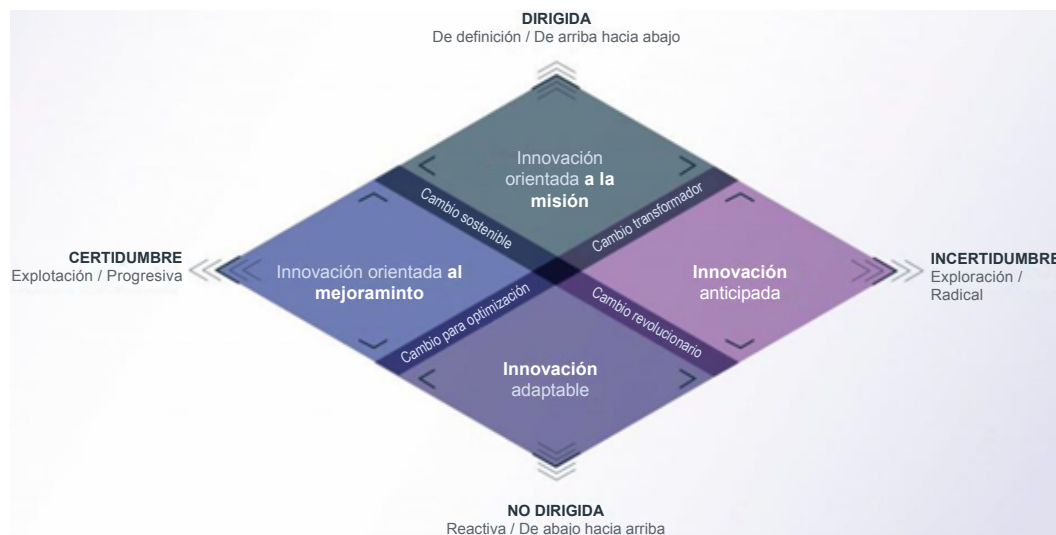 DIRIGIDA
De definición / De arriba hacia abajo
Innovación
orientada a la
misión
Cambio sostenible
Cambio transformador
CERTIDUMBRE
Explotación / Progresiva
Innovación orientada al
mejoraminto
Innovación
anticipada
INCERTIDUMBRE
Exploración /
Radical
Cambio para optimización
Cambio revolucionario
Innovación
adaptable
NO DIRIGIDA
Reactiva / De abajo hacia arriba